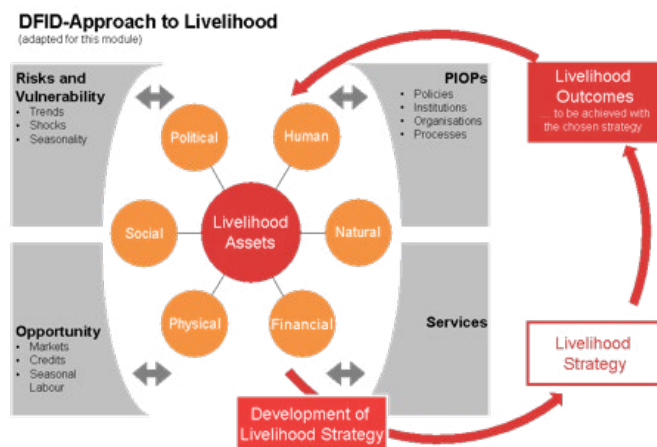 DFID-Approach to Livelihood
(adapted for this module)
Risks and
Vulnerability
• Trends
• Shocks
• Seasonality
PIOPs
• Policies
• Institutions
• Organisations
• Processes
Livelihood
Outcomes
... to be achieved with
the chosen strategy
Political
Human
Social
Livelihood
Assets
Natural
Physical
Financial
Opportunity
• Markets
• Credits
• Seasonal
Labour
Services
Livelihood
Strategy
Development of
Livelihood Strategy